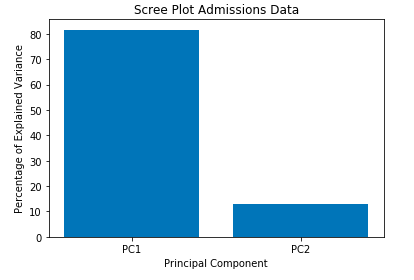 Scree Plot Admissions Data
Percentage of Explained Variance
80
70
60
50
40
30
20
10
0
PC1 PC2
Principal Component